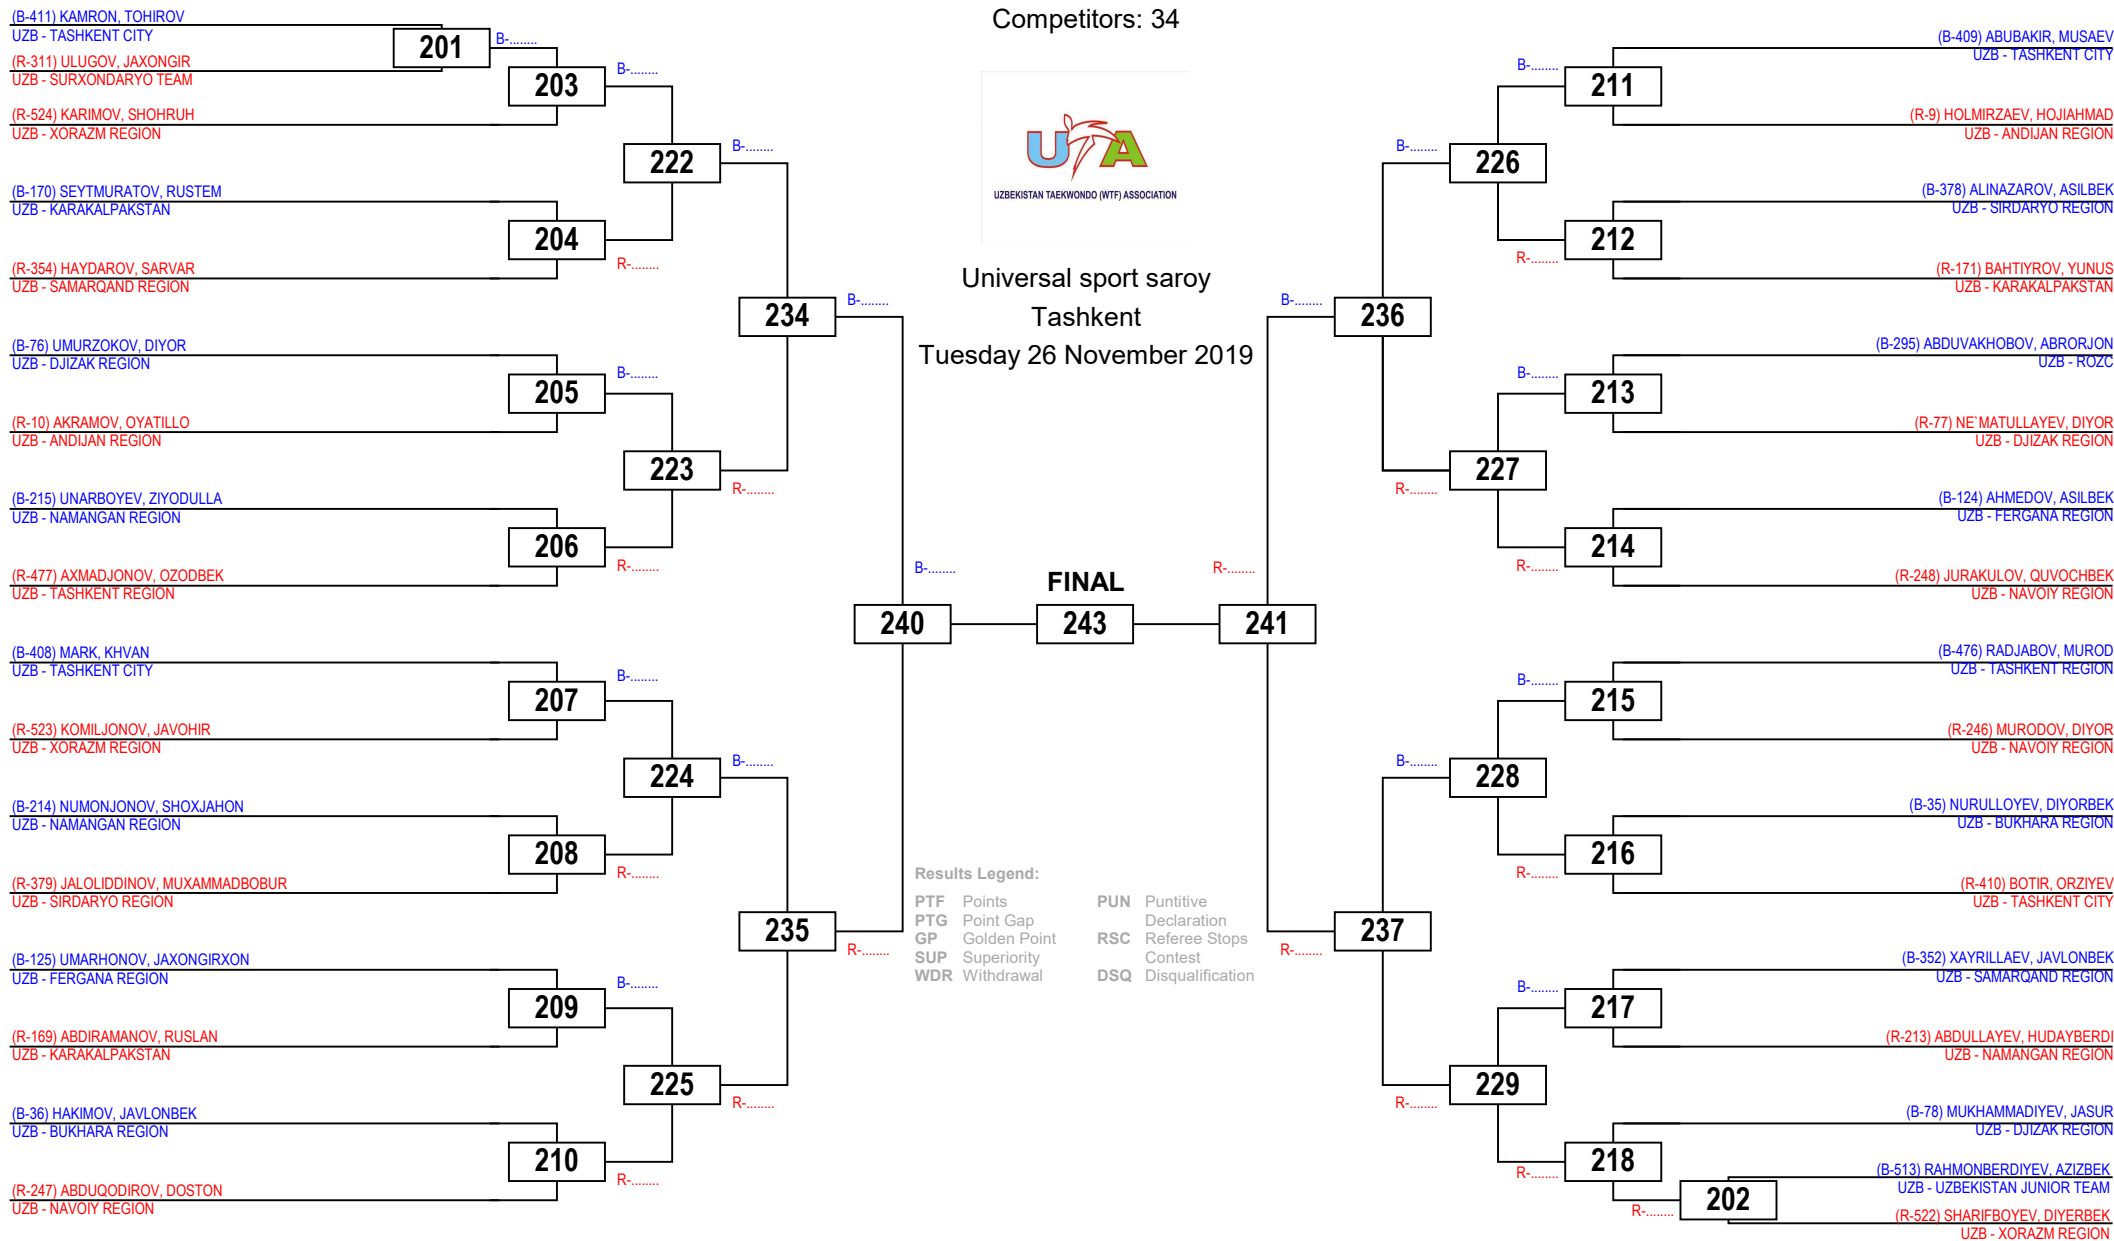 Competitors: 34
UTA
UZBEKISTAN TAEKWONDO (WTF) ASSOCIATION
Universal sport saroy
Tashkent
Tuesday 26 November 2019
(B-411) KAMRON, TOHIROV
UZB - TASHKENT CITY
201
B-........
(R-311) ULUGOV, JAXONGIR
UZB - SURXONDARYO TEAM
203
B-........
(R-524) KARIMOV, SHOHRUH
UZB - XORAZM REGION
222
B-........
(B-170) SEYTMURATOV, RUSTEM
UZB - KARAKALPAKSTAN
204
R-........
(R-354) HAYDAROV, SARVAR
UZB - SAMARQAND REGION
234
B-........
(B-76) UMURZOKOV, DIYOR
UZB - DJIZAK REGION
205
B-........
(R-10) AKRAMOV, OYATILLO
UZB - ANDIJAN REGION
223
R-........
(B-215) UNARBOYEV, ZIYODULLA
UZB - NAMANGAN REGION
206
R-........
(R-477) AXMADJONOV, OZODBEK
UZB - TASHKENT REGION
B-........
240
FINAL
243
R-........
241
(B-408) MARK, KHVAN
UZB - TASHKENT CITY
207
B-........
(R-523) KOMILJONOV, JAVOHIR
UZB - XORAZM REGION
224
B-........
(B-214) NUMONJONOV, SHOXJAHON
UZB - NAMANGAN REGION
208
R-........
(R-379) JALOLIDDINOV, MUXAMMADBOBUR
UZB - SIRDARYO REGION
235
R-........
(B-125) UMARHONOV, JAXONGIRXON
UZB - FERGANA REGION
209
B-........
(R-169) ABDIRAMANOV, RUSLAN
UZB - KARAKALPAKSTAN
225
R-........
(B-36) HAKIMOV, JAVLONBEK
UZB - BUKHARA REGION
210
R-........
(R-247) ABDUQODIROV, DOSTON
UZB - NAVOIY REGION
Results Legend:
PTF Points
PTG Point Gap
GP Golden Point
SUP Superiority
WDR Withdrawal
PUN Puntitive
Declaration
RSC Referee Stops
Contest
DSQ Disqualification
(B-409) ABUBAKIR, MUSAEV
UZB - TASHKENT CITY
B-........
211
(R-9) HOLMIRZAEV, HOJIAHMAD
UZB - ANDIJAN REGION
B-........
226
(B-378) ALINAZAROV, ASILBEK
UZB - SIRDARYO REGION
212
R-........
(R-171) BAHTIYROV, YUNUS
UZB - KARAKALPAKSTAN
B-........
236
(B-295) ABDUVAKHOBOV, ABRORJON
UZB - ROZC
B-........
213
(R-77) NE`MATULLAYEV, DIYOR
UZB - DJIZAK REGION
227
R-........
(B-124) AHMEDOV, ASILBEK
UZB - FERGANA REGION
214
R-........
(R-248) JURAKULOV, QUVOCHBEK
UZB - NAVOIY REGION
(B-476) RADJABOV, MUROD
UZB - TASHKENT REGION
B-........
215
(R-246) MURODOV, DIYOR
UZB - NAVOIY REGION
B-........
228
(B-35) NURULLOYEV, DIYORBEK
UZB - BUKHARA REGION
216
R-........
(R-410) BOTIR, ORZIYEV
UZB - TASHKENT CITY
237
R-........
(B-352) XAYRILLAEV, JAVLONBEK
UZB - SAMARQAND REGION
B-........
217
(R-213) ABDULLAYEV, HUDAYBERDI
UZB - NAMANGAN REGION
229
R-........
(B-78) MUKHAMMADIYEV, JASUR
UZB - DJIZAK REGION
218
R-........
(B-513) RAHMONBERDIYEV, AZIZBEK
UZB - UZBEKISTAN JUNIOR TEAM
202
R-........
(R-522) SHARIFBOYEV, DIYERBEK
UZB - XORAZM REGION